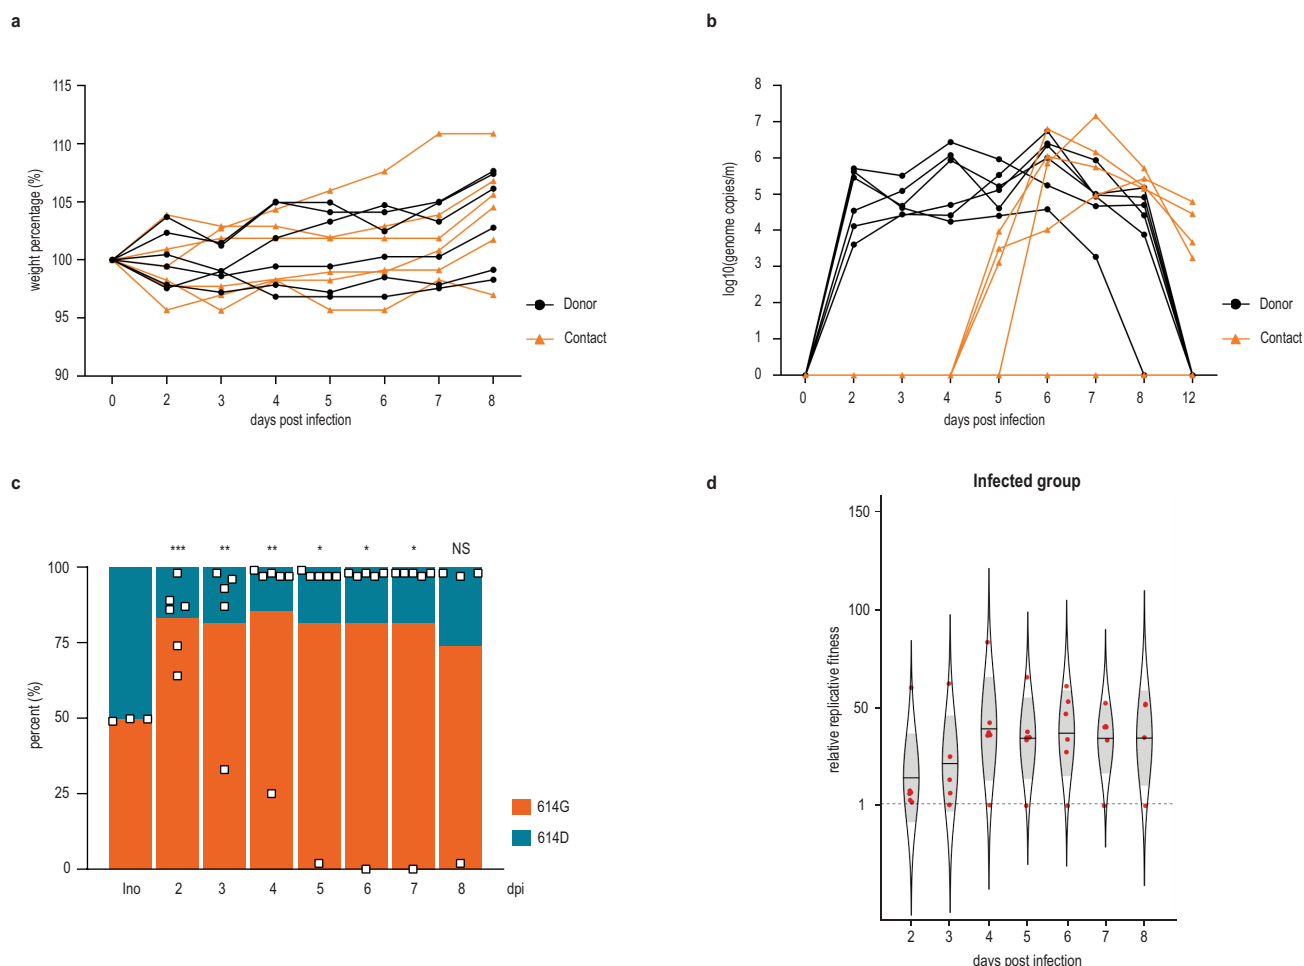 a
115
110
105
100
95
90
weight percentage (%)
0 2 3 4 5 6 7 8
days post infection
Donor
Contact
b
8
7
6
5
4
3
2
1
0
log10(genome copies/m)
0 2 3 4 5 6 7 8 12
days post infection
Donor
Contact
c
*** ** ** * * * NS
100
75
50
25
0
percent (%)
Ino 2 3 4 5 6 7 8 dpi
614G
614D
d
Infected group
150
100
50
1
relative replicative fitness
2 3 4 5 6 7 8
days post infection